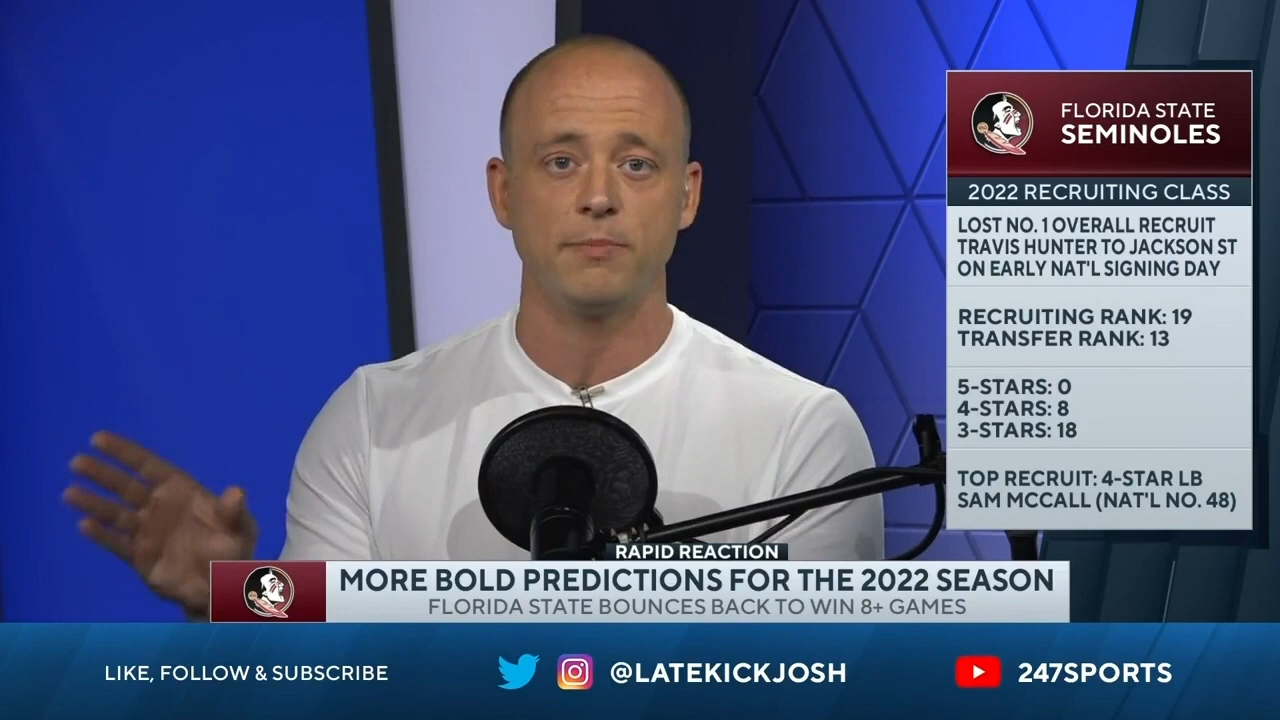 FLORIDA STATE
SEMINOLES
2022 RECRUITING CLASS
LOST NO. 1 OVERALL RECRUIT
TRAVIS HUNTER TO JACKSON ST
ON EARLY NAT'L SIGNING DAY
RECRUITING RANK: 19
TRANSFER RANK: 13
5-STARS: 0
4-STARS: 8
3-STARS: 18
TOP RECRUIT: 4-STAR LB
SAM MCCALL (NAT'L NO. 48)
RAPID REACTION
MORE BOLD PREDICTIONS FOR THE 2022 SEASON
FLORIDA STATE BOUNCES BACK TO WIN 8+ GAMES
LIKE, FOLLOW & SUBSCRIBE @LATEKICKJOSH 247SPORTS